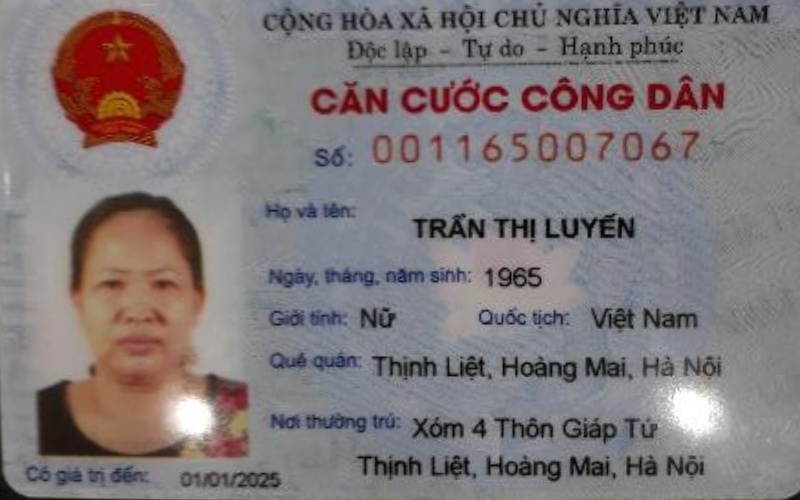 CỘNG HÒA XÃ HỘI CHỦ NGHĨA VIỆT NAM
Độc lập - Tự do - Hạnh phúc
CĂN CƯỚC CÔNG DÂN
Số: 001165007067
Họ và tên: TRẦN THỊ LUYẾN
Ngày, tháng, năm sinh: 1965
Giới tính: Nữ Quốc tịch: Việt Nam
Quê quán: Thịnh Liệt, Hoàng Mai, Hà Nội
Nơi thường trú: Xóm 4 Thôn Giáp Tứ
Thịnh Liệt, Hoàng Mai, Hà Nội
Có giá trị đến: 01/01/2025